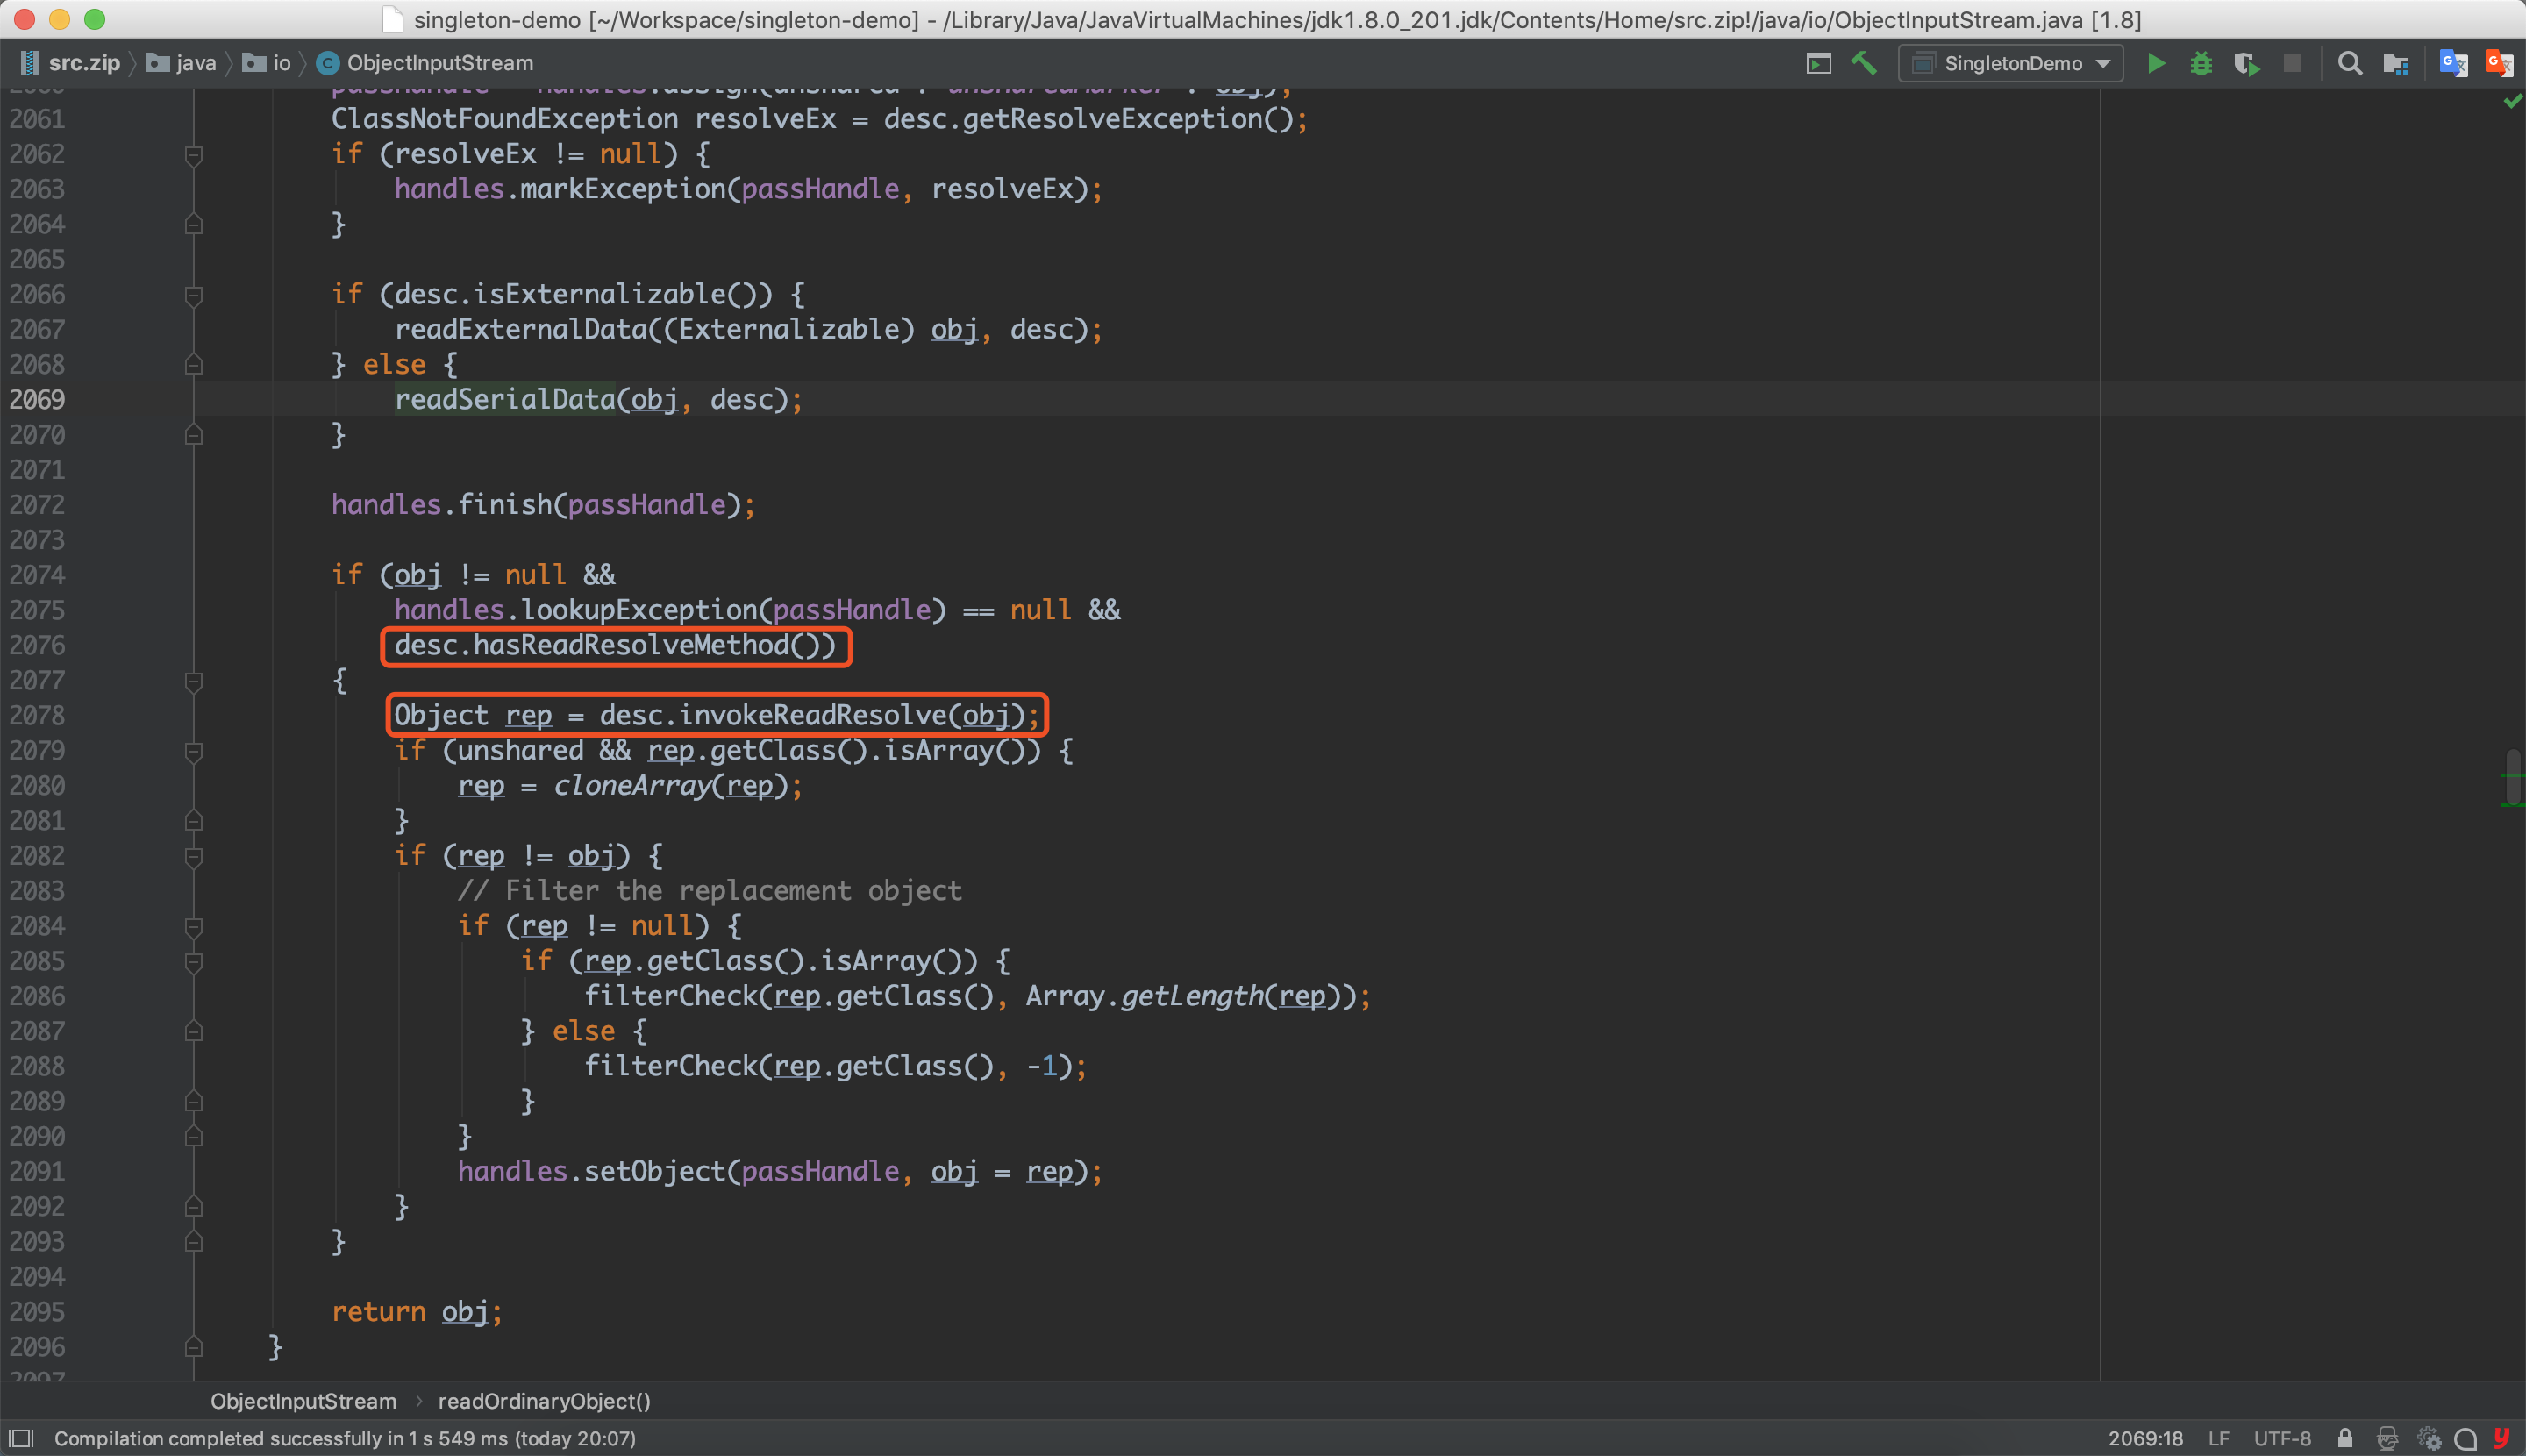 singleton-demo [~/Workspace/singleton-demo] - /Library/Java/JavaVirtualMachines/jdk1.8.0_201.jdk/Contents/Home/src.zip!/java/io/ObjectInputStream.java [1.8]
src.zip java io C ObjectInputStream SingletonDemo
2061 ClassNotFoundException resolveEx = desc.getResolveException();
2062 if (resolveEx != null) {
2063 handles.markException(passHandle, resolveEx);
2064 }
2065
2066 if (desc.isExternalizable()) {
2067 readExternalData((Externalizable) obj, desc);
2068 } else {
2069 readSerialData(obj, desc);
2070 }
2071
2072 handles.finish(passHandle);
2073
2074 if (obj != null &&
2075 handles.lookupException(passHandle) == null &&
2076 desc.hasReadResolveMethod())
2077 {
2078 Object rep = desc.invokeReadResolve(obj);
2079 if (unshared && rep.getClass().isArray()) {
2080 rep = cloneArray(rep);
2081 }
2082 if (rep != obj) {
2083 // Filter the replacement object
2084 if (rep != null) {
2085 if (rep.getClass().isArray()) {
2086 filterCheck(rep.getClass(), Array.getLength(rep));
2087 } else {
2088 filterCheck(rep.getClass(), -1);
2089 }
2090 }
2091 handles.setObject(passHandle, obj = rep);
2092 }
2093 }
2094
2095 return obj;
2096 }
ObjectInputStream › readOrdinaryObject()
Compilation completed successfully in 1 s 549 ms (today 20:07) 2069:18 LF UTF-8